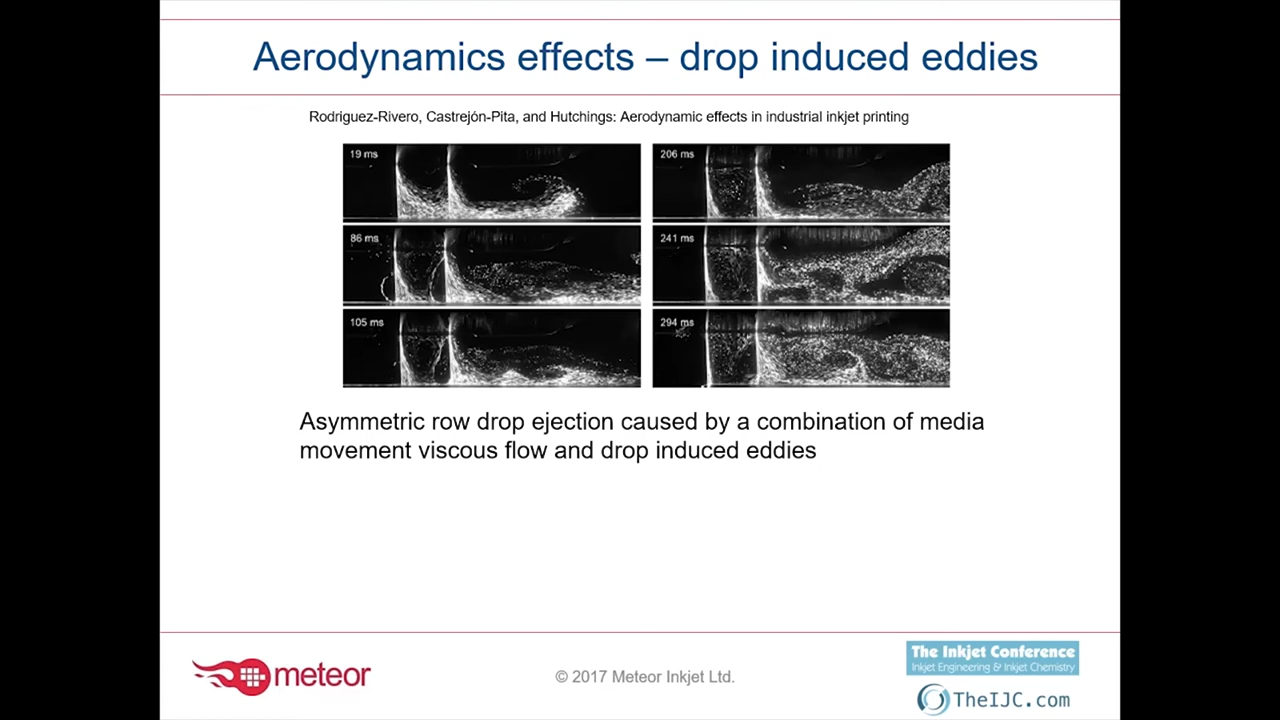 Aerodynamics effects – drop induced eddies
Rodriguez-Rivero, Castrejón-Pita, and Hutchings: Aerodynamic effects in industrial inkjet printing
19 ms
206 ms
86 ms
241 ms
105 ms
294 ms
Asymmetric row drop ejection caused by a combination of media
movement viscous flow and drop induced eddies
meteor
© 2017 Meteor Inkjet Ltd.
The Inkjet Conference
Inkjet Engineering & Inkjet Chemistry
TheIJC.com